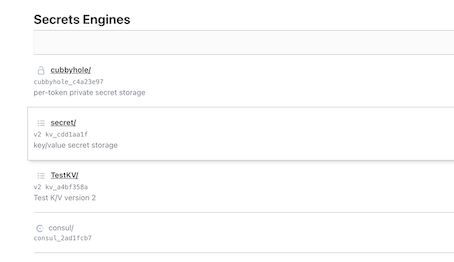 Secrets Engines
cubbyhole/
cubbyhole_c4a23e97
per-token private secret storage
secret/
v2 kv_cdd1aa1f
key/value secret storage
TestKV/
v2 kv_a4bf358a
Test K/V version 2
consul/
consul_2ad1fcb7